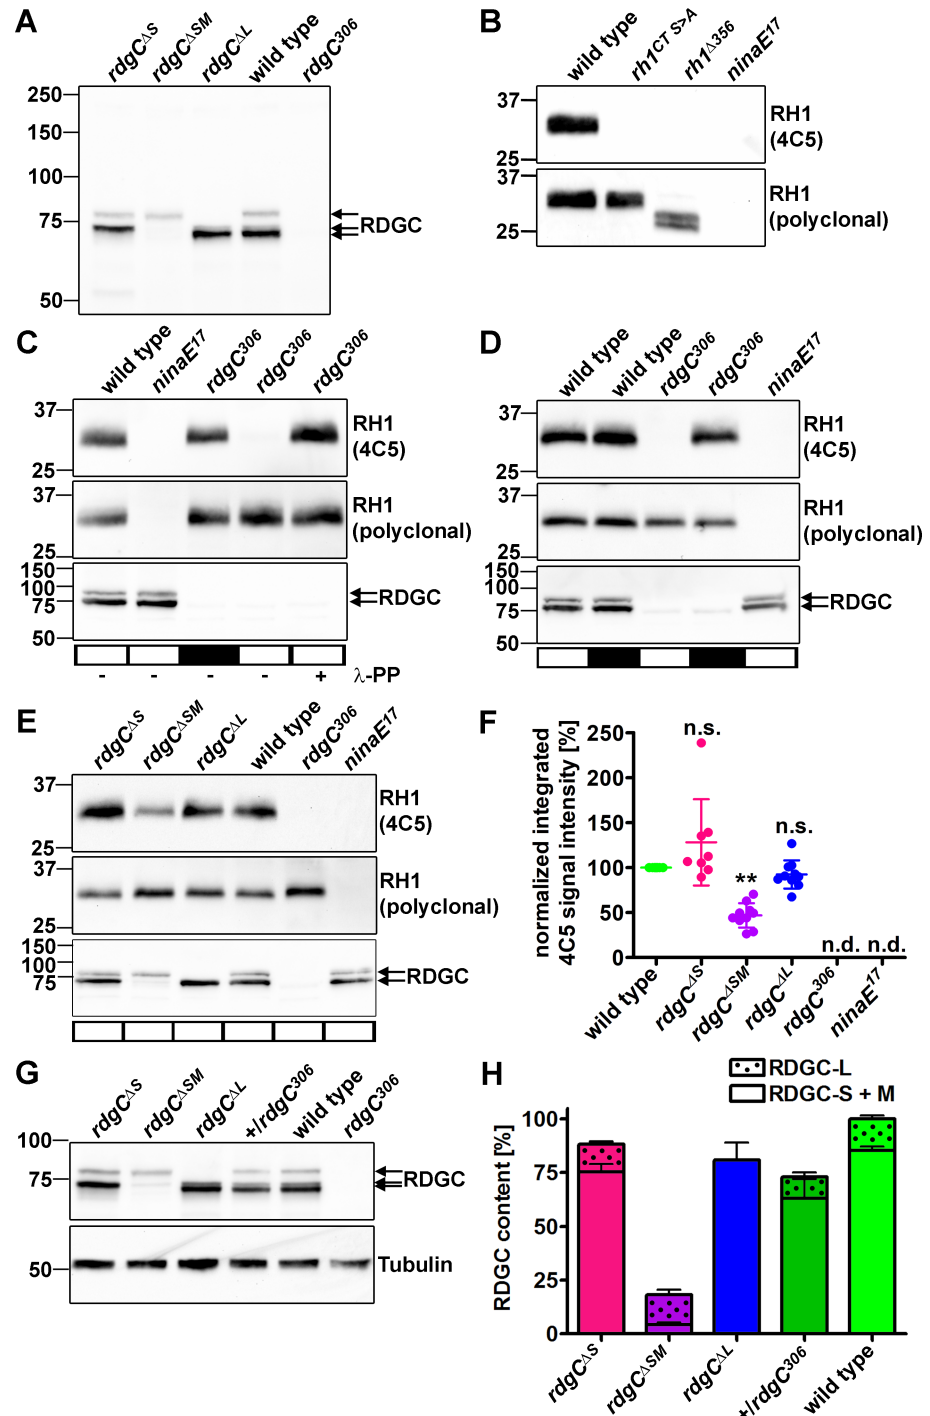 A
rdgCΔS rdgCΔSM rdgCΔL wild type rdgC306
250
150
100
75
50
RDGC
B
wild type rh1CT S>A rh1Δ356 ninaE17
37
25
RH1
(4C5)
37
25
RH1
(polyclonal)
C
wild type ninaE17 rdgC306 rdgC306 rdgC306
37
25
RH1
(4C5)
37
25
RH1
(polyclonal)
150
100
75
50
RDGC
- - - - + λ-PP
D
wild type wild type rdgC306 rdgC306 ninaE17
37
25
RH1
(4C5)
37
25
RH1
(polyclonal)
150
100
75
50
RDGC
E
rdgCΔS rdgCΔSM rdgCΔL wild type rdgC306 ninaE17
37
25
RH1
(4C5)
37
25
RH1
(polyclonal)
150
100
75
RDGC
F
normalized integrated
4C5 signal intensity [%]
250
200
150
100
50
0
n.s.
**
n.s.
n.d. n.d.
wild type rdgCΔS rdgCΔSM rdgCΔL rdgC306 ninaE17
G
rdgCΔS rdgCΔSM rdgCΔL +/rdgC306 wild type rdgC306
100
75
RDGC
50
Tubulin
H
RDGC-L
RDGC-S + M
RDGC content [%]
100
75
50
25
0
rdgCΔS rdgCΔSM rdgCΔL +/rdgC306 wild type